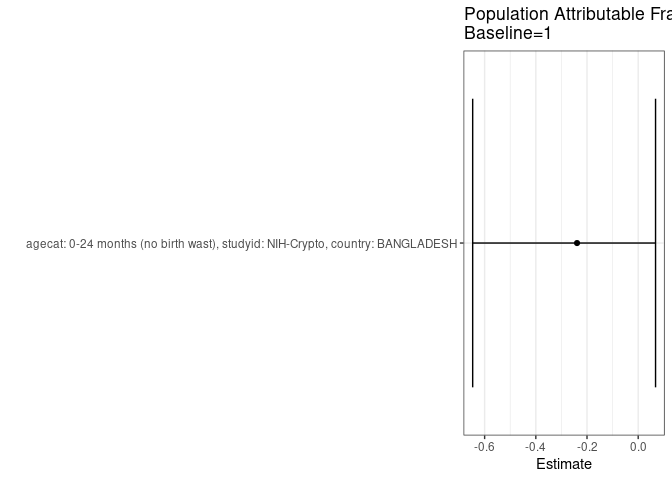 Population Attributable Fra
Baseline=1
agecat: 0-24 months (no birth wast), studyid: NIH-Crypto, country: BANGLADESH
-0.6 -0.4 -0.2 0.0
Estimate